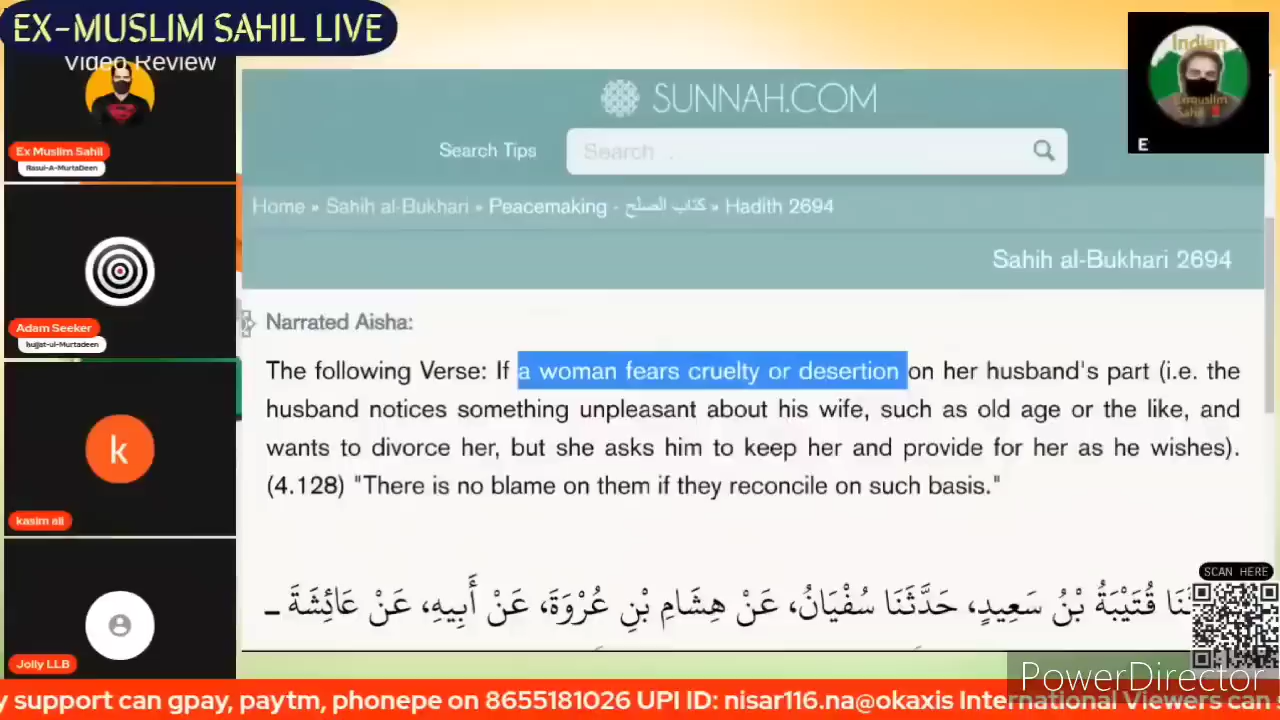 EX-MUSLIM SAHIL LIVE
Video Review
Ex Muslim Sahil
Rasul-A-MurtaDeen
Adam Seeker
hujjat-ul-Murtadeen
k
kasim ali
Jolly LLB
Indian
Exmuslim
Sahil
E
SUNNAH.COM
Search Tips
Search
Home » Sahih al-Bukhari » Peacemaking - كتاب الصلح » Hadith 2694
Sahih al-Bukhari 2694
Narrated Aisha:
The following Verse: If a woman fears cruelty or desertion on her husband's part (i.e. the
husband notices something unpleasant about his wife, such as old age or the like, and
wants to divorce her, but she asks him to keep her and provide for her as he wishes).
(4.128) "There is no blame on them if they reconcile on such basis."
قُتَيْبَةُ بْنُ سَعِيدٍ، حَدَّثَنَا سُفْيَانُ، عَنْ هِشَامِ بْنِ عُرْوَةَ، عَنْ أَبِيهِ، عَنْ عَائِشَةَ ـ
SCAN HERE
PowerDirector
y support can gpay, paytm, phonepe on 8655181026 UPI ID: nisar116.na@okaxis International Viewers can